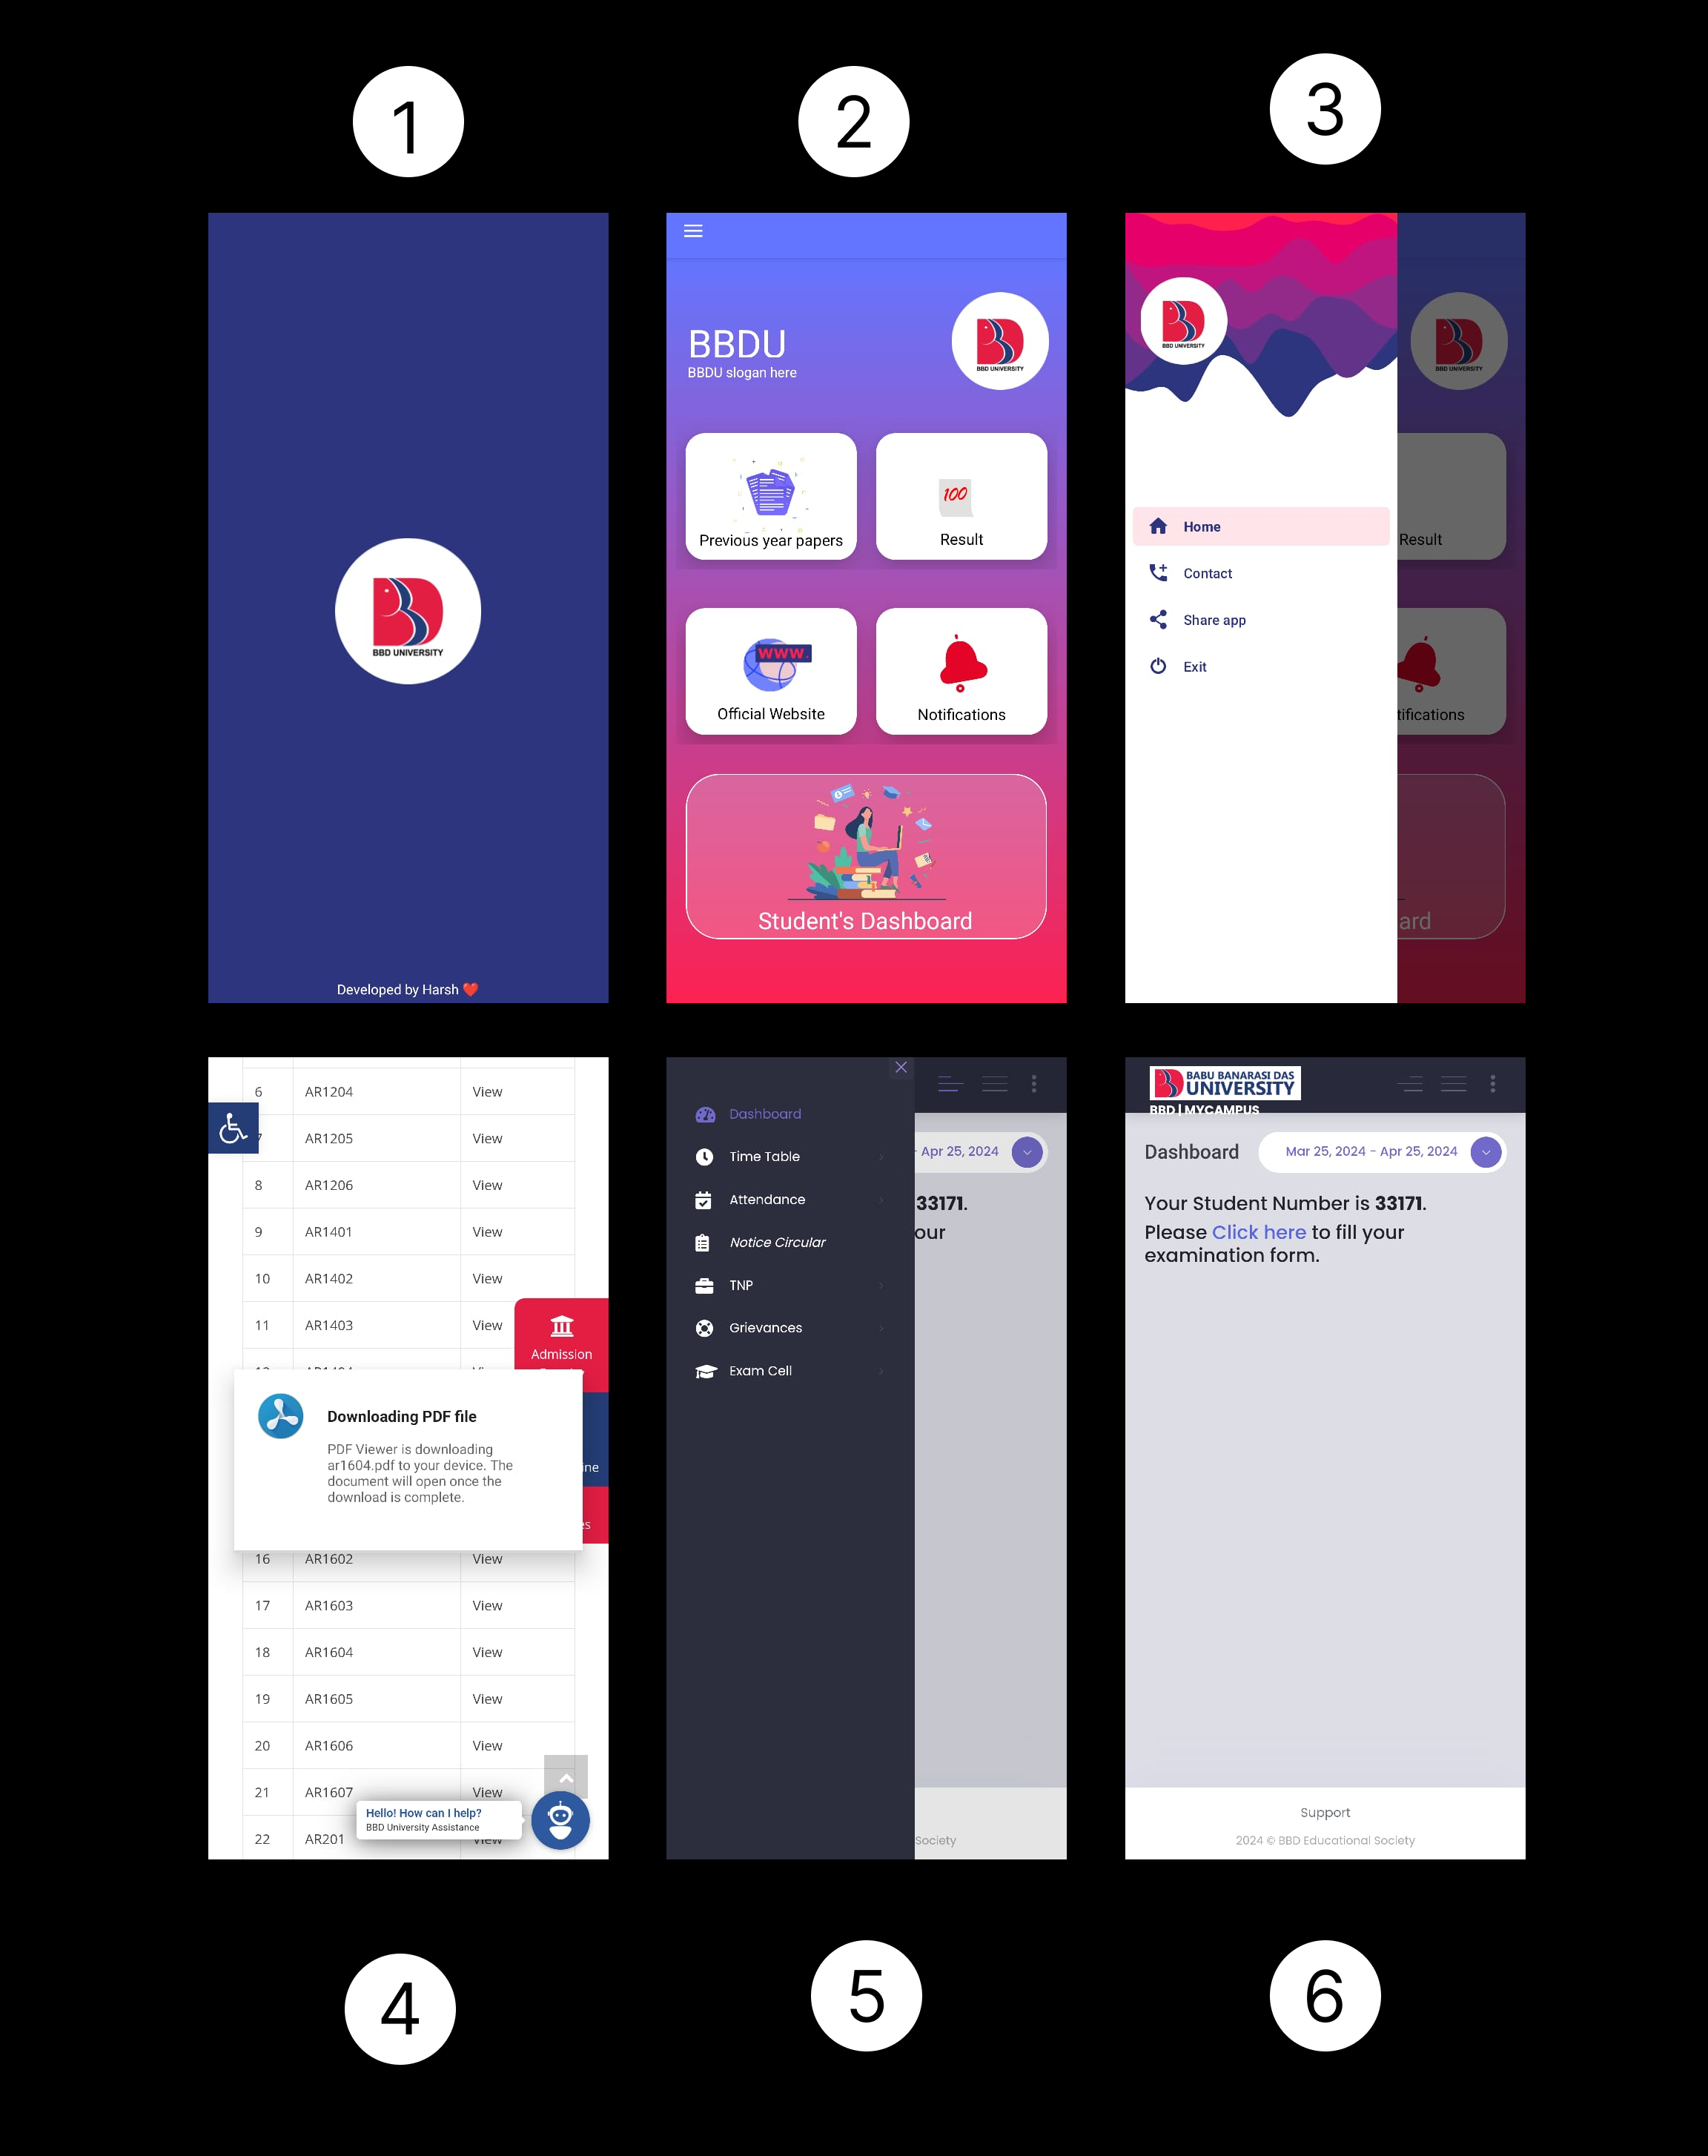 1
2
3
BBD UNIVERSITY
Developed by Harsh ❤️
BBDU
BBDU slogan here
BBD UNIVERSITY
Previous year papers
Result
100
WWW.
Official Website
Notifications
Student's Dashboard
BBD UNIVERSITY
BBD UNIVERSITY
Home
Contact
Share app
Exit
Result
tifications
ard
6 AR1204 View
7 AR1205 View
8 AR1206 View
9 AR1401 View
10 AR1402 View
11 AR1403 View
Admission
Downloading PDF file
PDF Viewer is downloading
ar1604.pdf to your device. The
document will open once the
download is complete.
ine
es
16 AR1602 View
17 AR1603 View
18 AR1604 View
19 AR1605 View
20 AR1606 View
21 AR1607 View
Hello! How can I help?
BBD University Assistance
22 AR201 View
Dashboard
Time Table
Attendance
Notice Circular
TNP
Grievances
Exam Cell
- Apr 25, 2024
33171.
our
Society
BABU BANARASI DAS
UNIVERSITY
BBD | MYCAMPUS
Dashboard
Mar 25, 2024 - Apr 25, 2024
Your Student Number is 33171.
Please Click here to fill your
examination form.
Support
2024 © BBD Educational Society
4
5
6